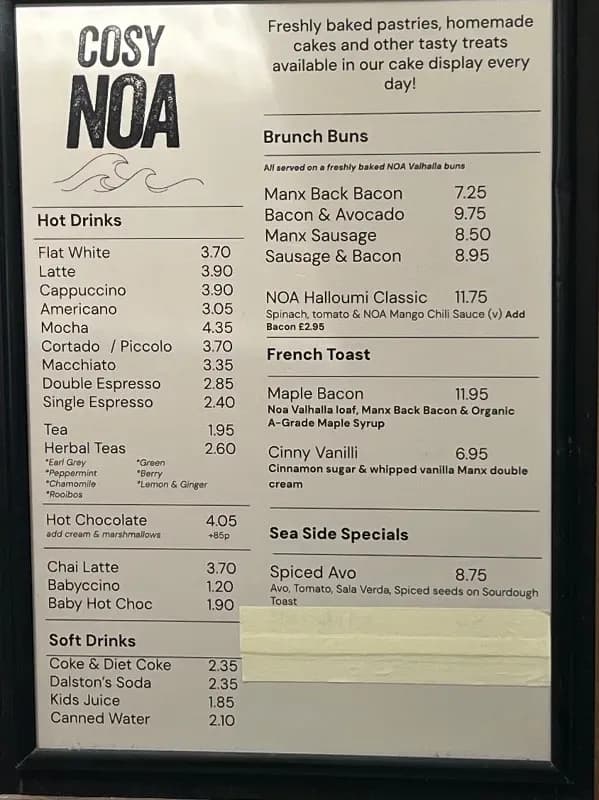 COSY
NOA
Hot Drinks
Flat White 3.70
Latte 3.90
Cappuccino 3.90
Americano 3.05
Mocha 4.35
Cortado / Piccolo 3.70
Macchiato 3.35
Double Espresso 2.85
Single Espresso 2.40
Tea 1.95
Herbal Teas 2.60
*Earl Grey *Green
*Peppermint *Berry
*Chamomile *Lemon & Ginger
*Rooibos
Hot Chocolate 4.05
add cream & marshmallows +85p
Chai Latte 3.70
Babyccino 1.20
Baby Hot Choc 1.90
Soft Drinks
Coke & Diet Coke 2.35
Dalston's Soda 2.35
Kids Juice 1.85
Canned Water 2.10
Freshly baked pastries, homemade
cakes and other tasty treats
available in our cake display every
day!
Brunch Buns
All served on a freshly baked NOA Valhalla buns
Manx Back Bacon 7.25
Bacon & Avocado 9.75
Manx Sausage 8.50
Sausage & Bacon 8.95
NOA Halloumi Classic 11.75
Spinach, tomato & NOA Mango Chili Sauce (v) Add
Bacon £2.95
French Toast
Maple Bacon 11.95
Noa Valhalla loaf, Manx Back Bacon & Organic
A-Grade Maple Syrup
Cinny Vanilli 6.95
Cinnamon sugar & whipped vanilla Manx double
cream
Sea Side Specials
Spiced Avo 8.75
Avo, Tomato, Sala Verda, Spiced seeds on Sourdough
Toast